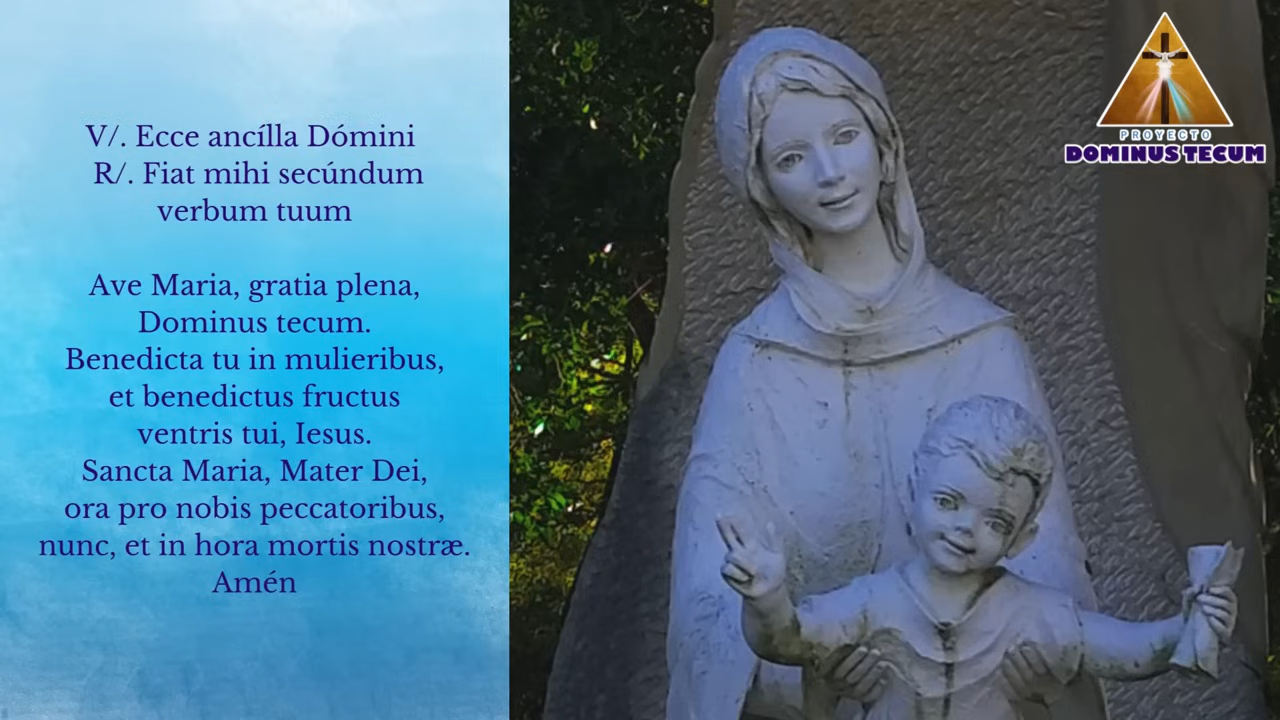 V/. Ecce ancílla Dómini
R/. Fiat mihi secúndum
verbum tuum
Ave Maria, gratia plena,
Dominus tecum.
Benedicta tu in mulieribus,
et benedictus fructus
ventris tui, Iesus.
Sancta Maria, Mater Dei,
ora pro nobis peccatoribus,
nunc, et in hora mortis nostræ.
Amén
PROYECTO
DOMINUS TECUM